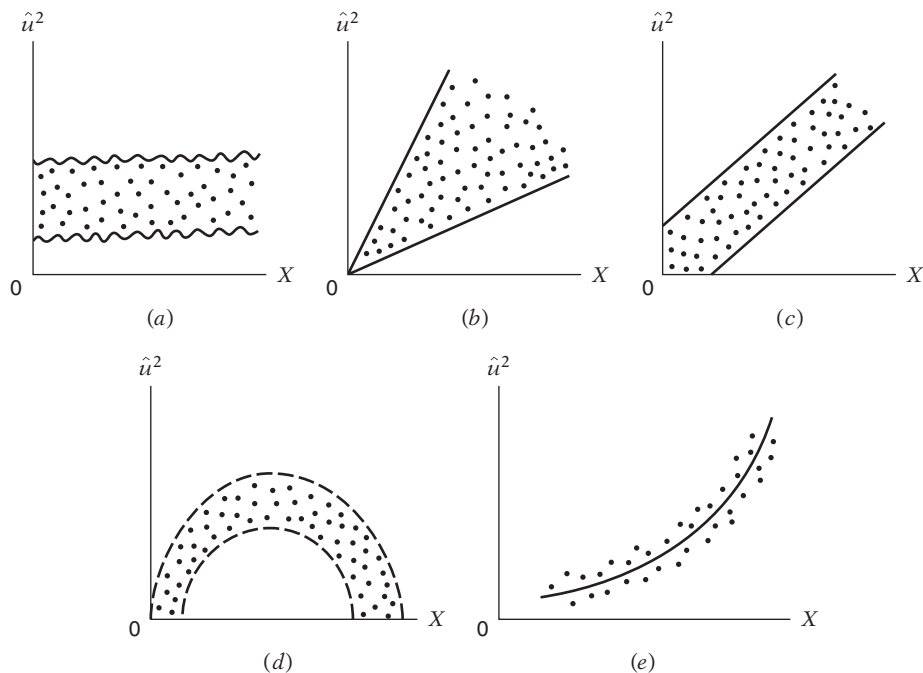 û² û² û²
0 X 0 X 0 X
(a) (b) (c)
û² û²
0 X 0 X
(d) (e)